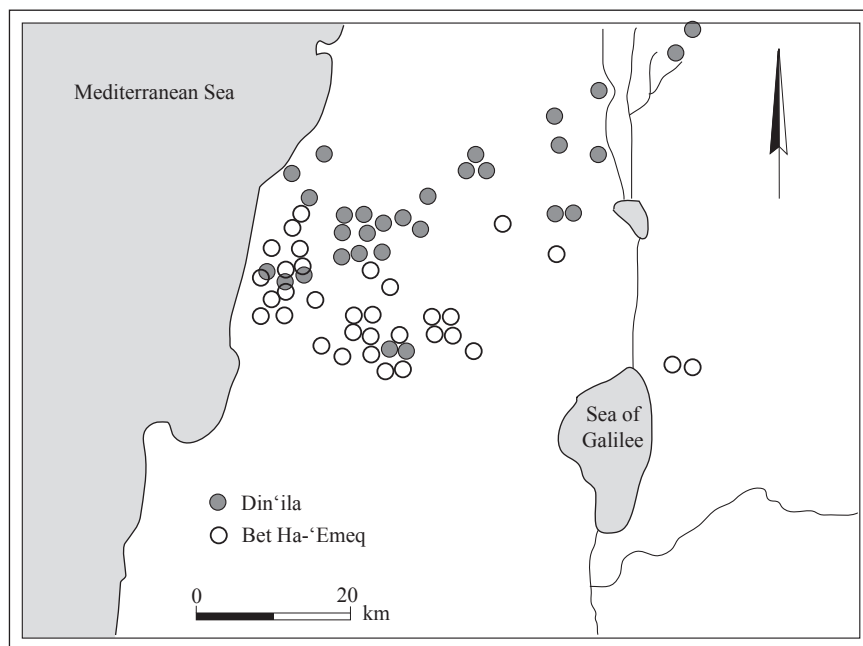 Mediterranean Sea
Sea of
Galilee
Din‘ila
Bet Ha-‘Emeq
0 20
km